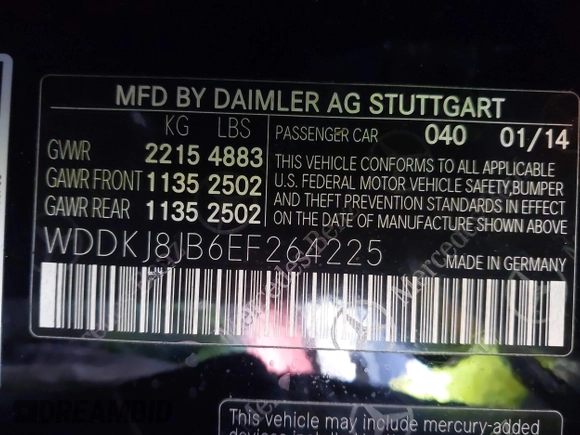 MFD BY DAIMLER AG STUTTGART
KG LBS
GVWR 2215 4883
GAWR FRONT 1135 2502
GAWR REAR 1135 2502
PASSENGER CAR 040 01/14
THIS VEHICLE CONFORMS TO ALL APPLICABLE
U.S. FEDERAL MOTOR VEHICLE SAFETY, BUMPER
AND THEFT PREVENTION STANDARDS IN EFFECT
ON THE DATE OF MANUFACTURE SHOWN ABOVE
WDDKJ8JB6EF264225
MADE IN GERMANY
DREAMBID
This vehicle may include mercury-added